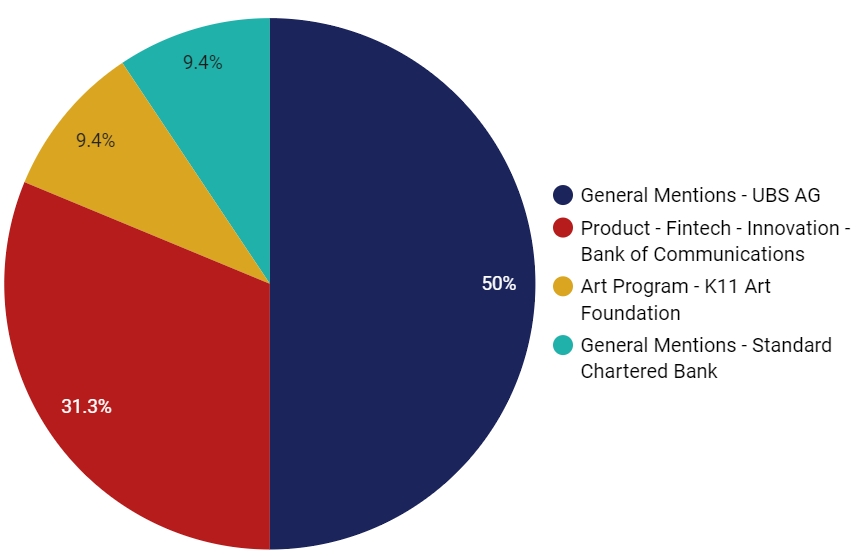 9.4%
9.4%
50%
31.3%
General Mentions - UBS AG
Product - Fintech - Innovation -
Bank of Communications
Art Program - K11 Art
Foundation
General Mentions - Standard
Chartered Bank